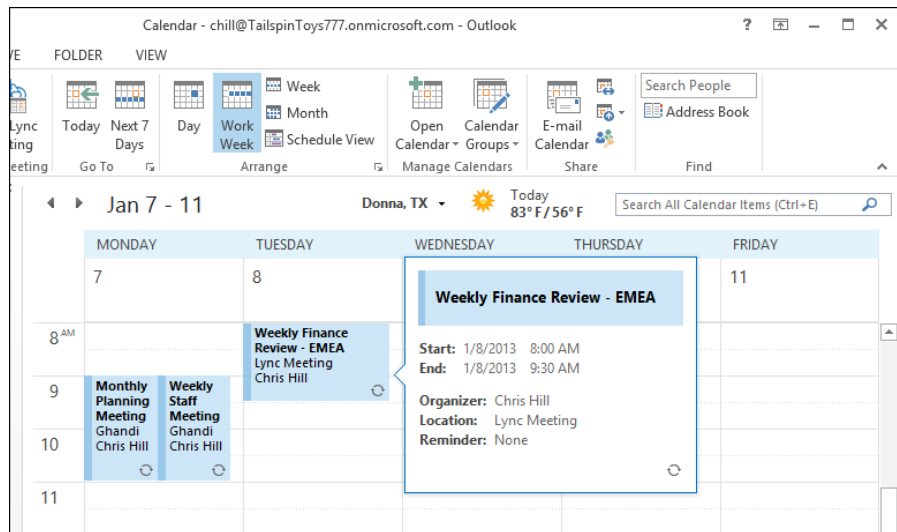 Calendar - chill@TailspinToys777.onmicrosoft.com - Outlook ?
VE FOLDER VIEW
Lync
ting
eeting
Today
Next 7
Days
Go To
Day
Work
Week
Week
Month
Schedule View
Arrange
Open
Calendar
Calendar
Groups
Manage Calendars
E-mail
Calendar
Share
Search People
Address Book
Find
Jan 7 - 11
Donna, TX
Today
83° F / 56° F
Search All Calendar Items (Ctrl+E)
MONDAY TUESDAY WEDNESDAY THURSDAY FRIDAY
7 8 11
8 AM
9
10
11
Monthly
Planning
Meeting
Ghandi
Chris Hill
Weekly
Staff
Meeting
Ghandi
Chris Hill
Weekly Finance
Review - EMEA
Lync Meeting
Chris Hill
Weekly Finance Review - EMEA
Start: 1/8/2013 8:00 AM
End: 1/8/2013 9:30 AM
Organizer: Chris Hill
Location: Lync Meeting
Reminder: None